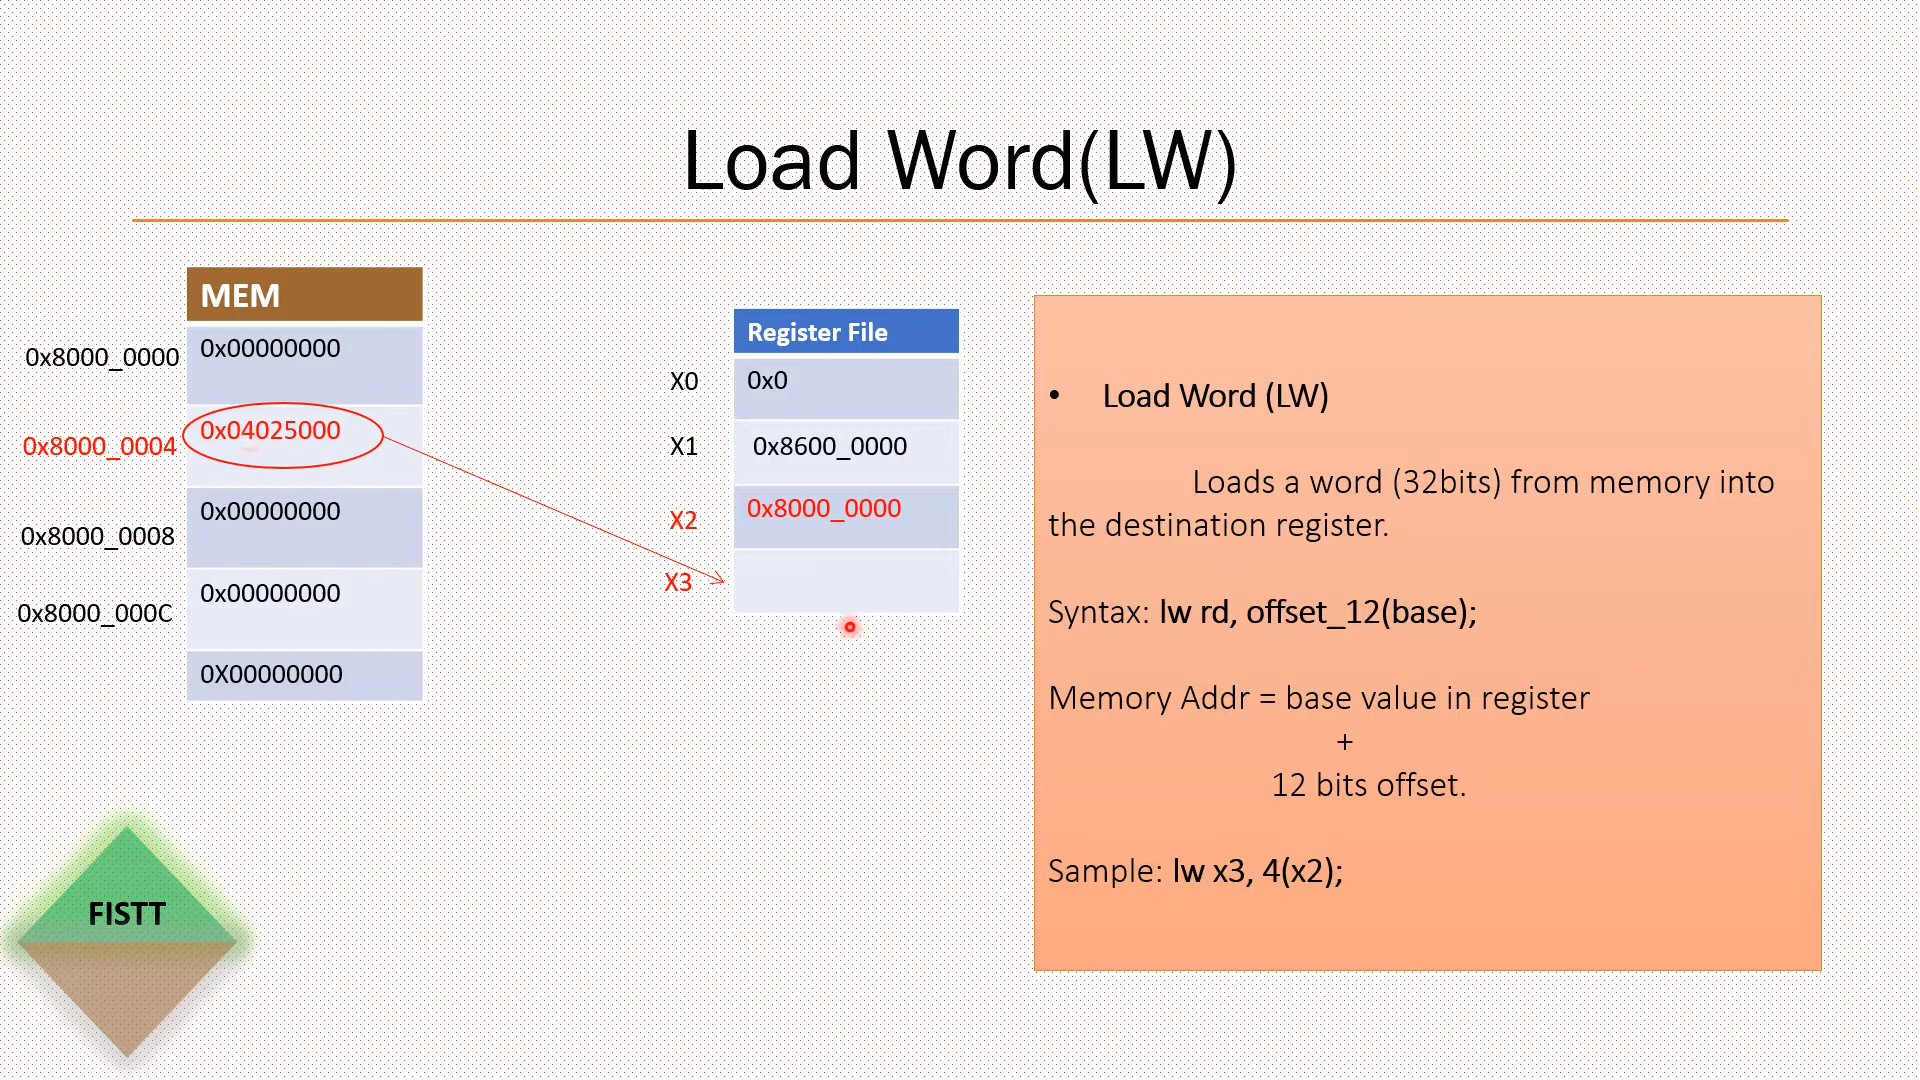 Load Word(LW)
MEM
0x8000_0000 0x00000000
0x8000_0004 0x04025000
0x8000_0008 0x00000000
0x8000_000C 0x00000000
0X00000000
Register File
X0 0x0
X1 0x8600_0000
X2 0x8000_0000
X3
• Load Word (LW)
Loads a word (32bits) from memory into
the destination register.
Syntax: lw rd, offset_12(base);
Memory Addr = base value in register
+
12 bits offset.
Sample: lw x3, 4(x2);
FISTT